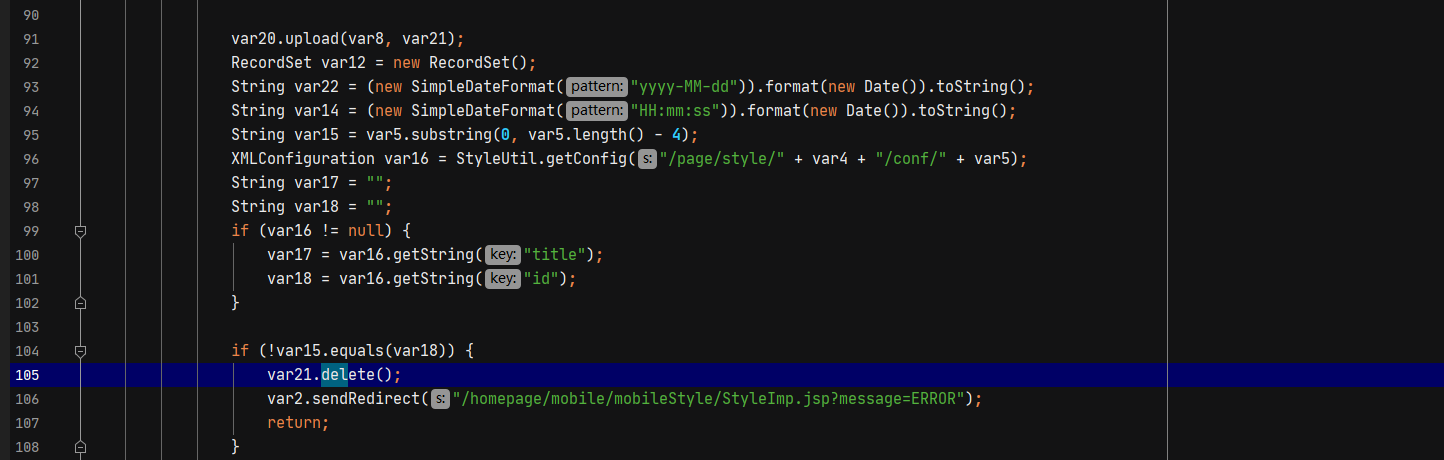 90
91 var20.upload(var8, var21);
92 RecordSet var12 = new RecordSet();
93 String var22 = (new SimpleDateFormat( pattern: "yyyy-MM-dd")).format(new Date()).toString();
94 String var14 = (new SimpleDateFormat( pattern: "HH:mm:ss")).format(new Date()).toString();
95 String var15 = var5.substring(0, var5.length() - 4);
96 XMLConfiguration var16 = StyleUtil.getConfig( s: "/page/style/" + var4 + "/conf/" + var5);
97 String var17 = "";
98 String var18 = "";
99 if (var16 != null) {
100 var17 = var16.getString( key: "title");
101 var18 = var16.getString( key: "id");
102 }
103
104 if (!var15.equals(var18)) {
105 var21.delete();
106 var2.sendRedirect( s: "/homepage/mobile/mobileStyle/StyleImp.jsp?message=ERROR");
107 return;
108 }